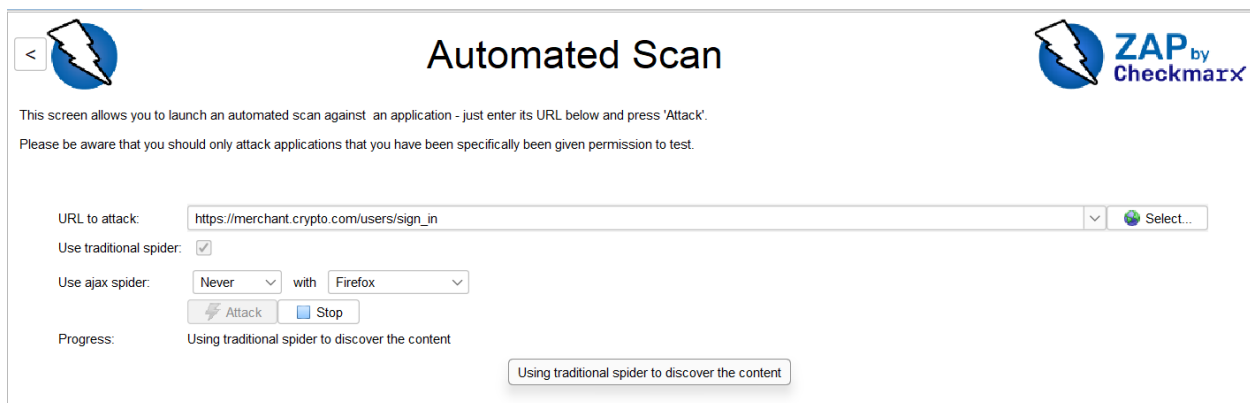 <
Automated Scan
ZAP by
Checkmarx
This screen allows you to launch an automated scan against  an application - just enter its URL below and press 'Attack'.
Please be aware that you should only attack applications that you have been specifically been given permission to test.
URL to attack: https://merchant.crypto.com/users/sign_in Select...
Use traditional spider:
Use ajax spider: Never with Firefox
Attack Stop
Progress: Using traditional spider to discover the content
Using traditional spider to discover the content